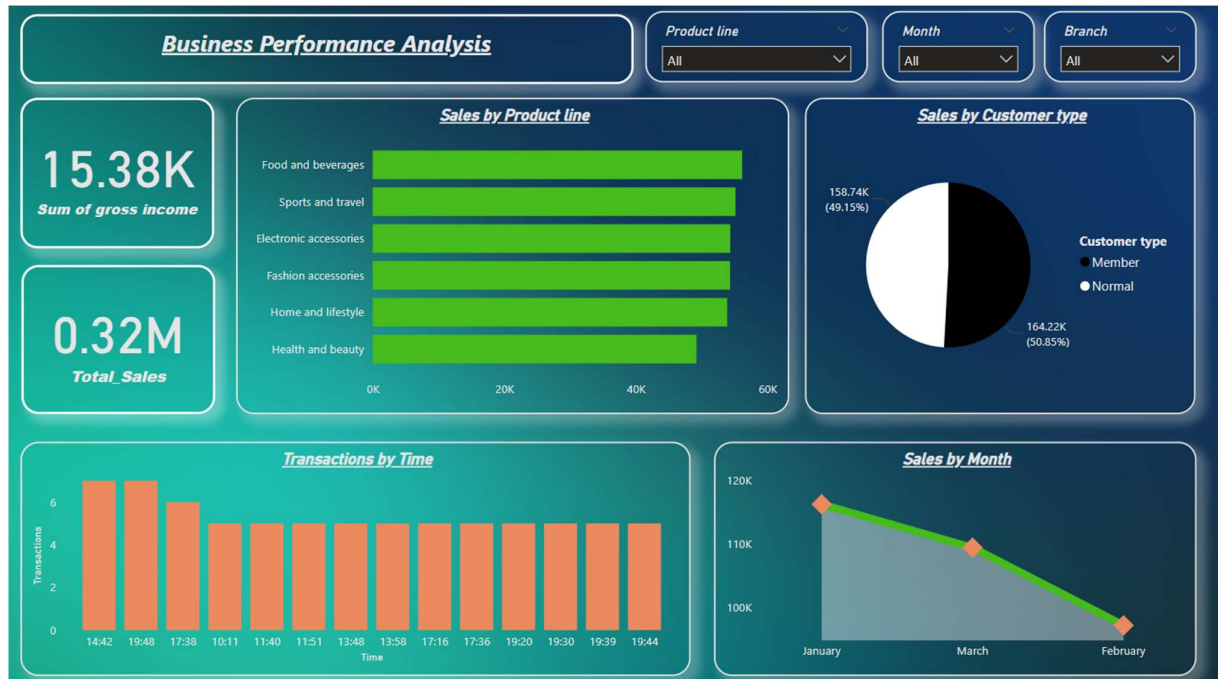 Business Performance Analysis
Product line
All
Month
All
Branch
All
15.38K
Sum of gross income
0.32M
Total_Sales
Sales by Product line
Food and beverages
Sports and travel
Electronic accessories
Fashion accessories
Home and lifestyle
Health and beauty
0K 20K 40K 60K
Sales by Customer type
158.74K
(49.15%)
164.22K
(50.85%)
Customer type
Member
Normal
Transactions by Time
Transactions
6
4
2
0
14:42 19:48 17:38 10:11 11:40 11:51 13:48 13:58 17:16 17:36 19:20 19:30 19:39 19:44
Time
Sales by Month
120K
110K
100K
January March February